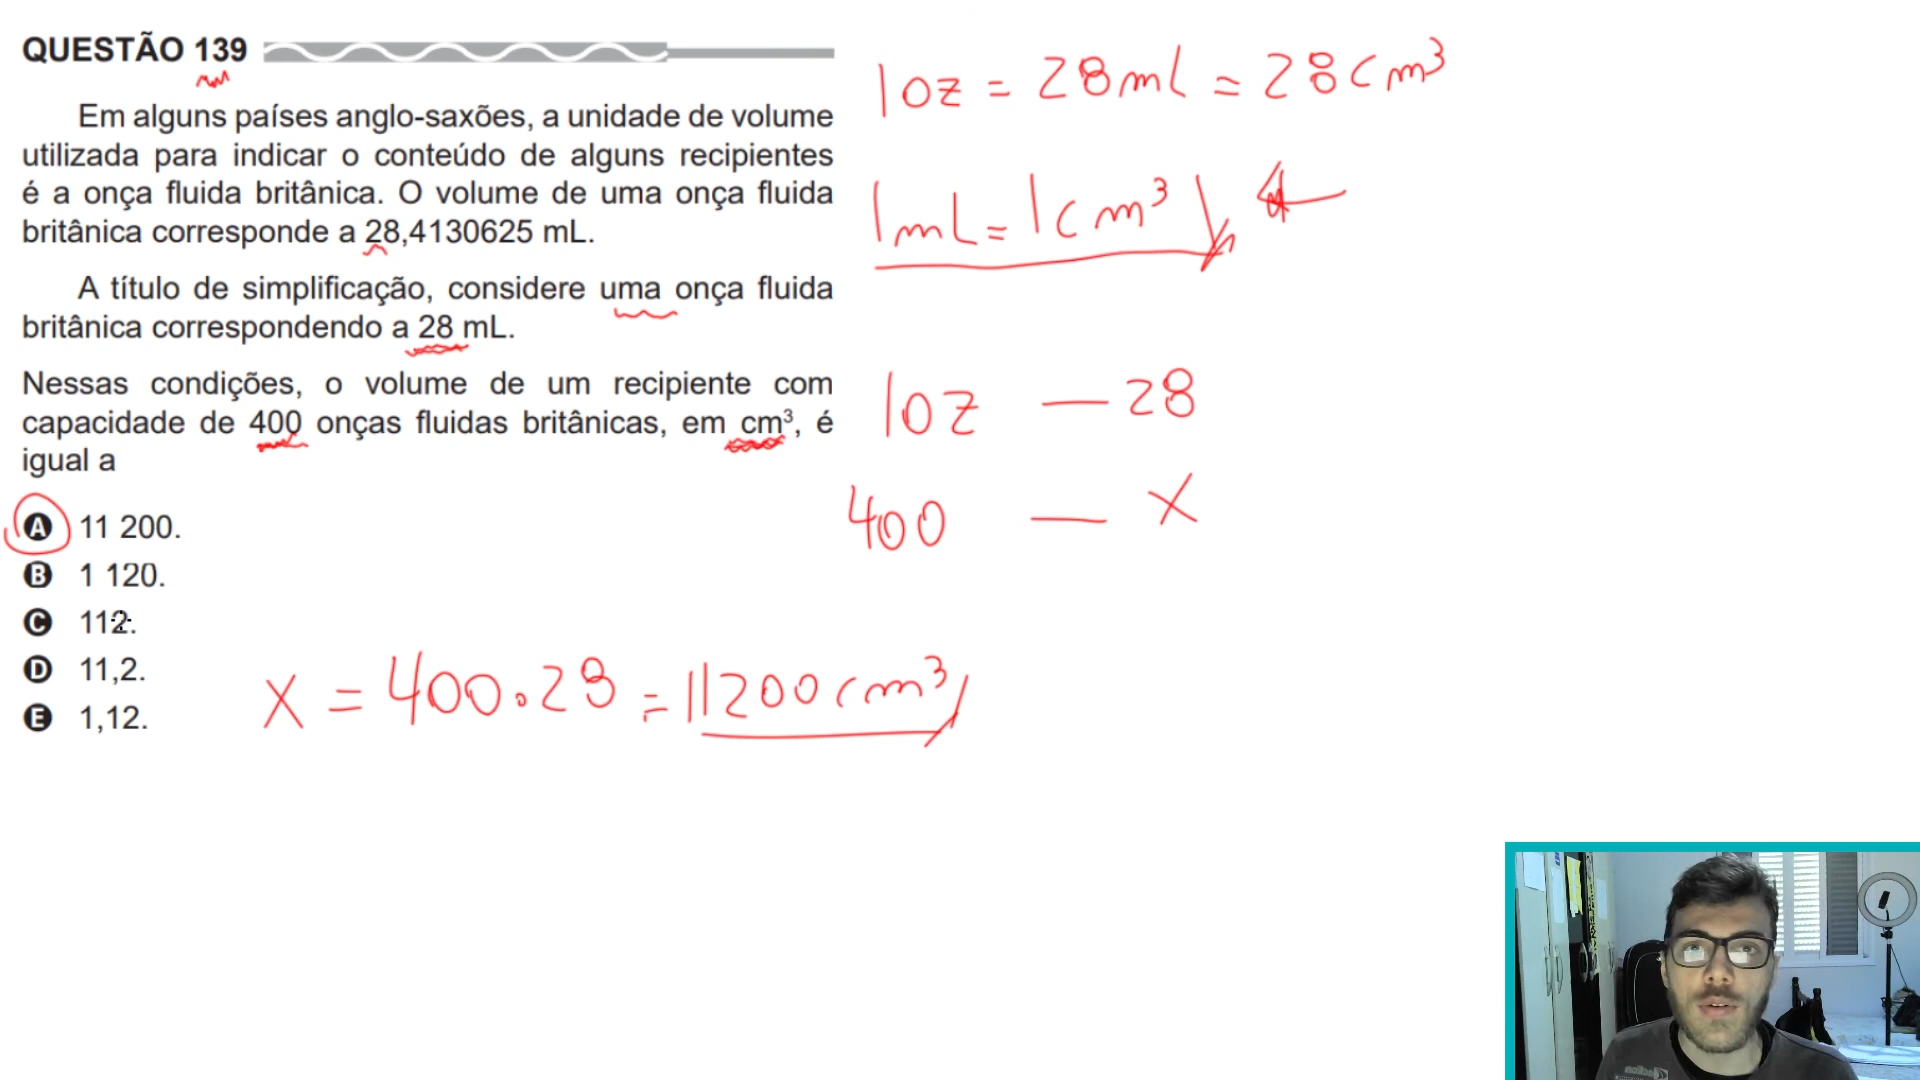 QUESTÃO 139
Em alguns países anglo-saxões, a unidade de volume
utilizada para indicar o conteúdo de alguns recipientes
é a onça fluida britânica. O volume de uma onça fluida
britânica corresponde a 28,4130625 mL.
A título de simplificação, considere uma onça fluida
britânica correspondendo a 28 mL.
Nessas condições, o volume de um recipiente com
capacidade de 400 onças fluidas britânicas, em cm³, é
igual a
A 11 200.
B 1 120.
C 112.
D 11,2.
E 1,12.
1oz = 28mL = 28cm³
1mL = 1cm³
1oz — 28
400 — x
x = 400.28 = 11200cm³